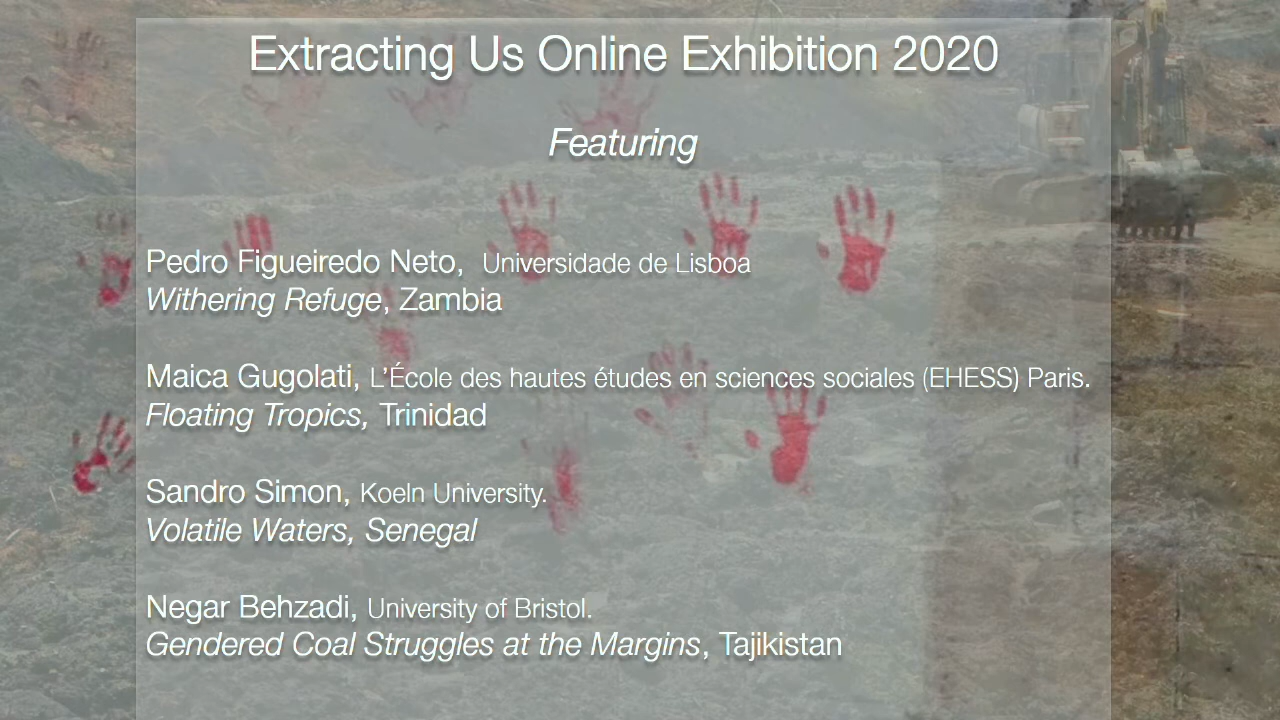 Extracting Us Online Exhibition 2020
Featuring
Pedro Figueiredo Neto, Universidade de Lisboa
Withering Refuge, Zambia
Maica Gugolati, L’École des hautes études en sciences sociales (EHESS) Paris.
Floating Tropics, Trinidad
Sandro Simon, Koeln University.
Volatile Waters, Senegal
Negar Behzadi, University of Bristol.
Gendered Coal Struggles at the Margins, Tajikistan